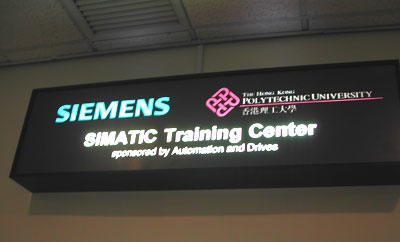 SIEMENS
THE HONG KONG
POLYTECHNIC UNIVERSITY
香港理工大學
SIMATIC Training Center
sponsored by Automation and Drives